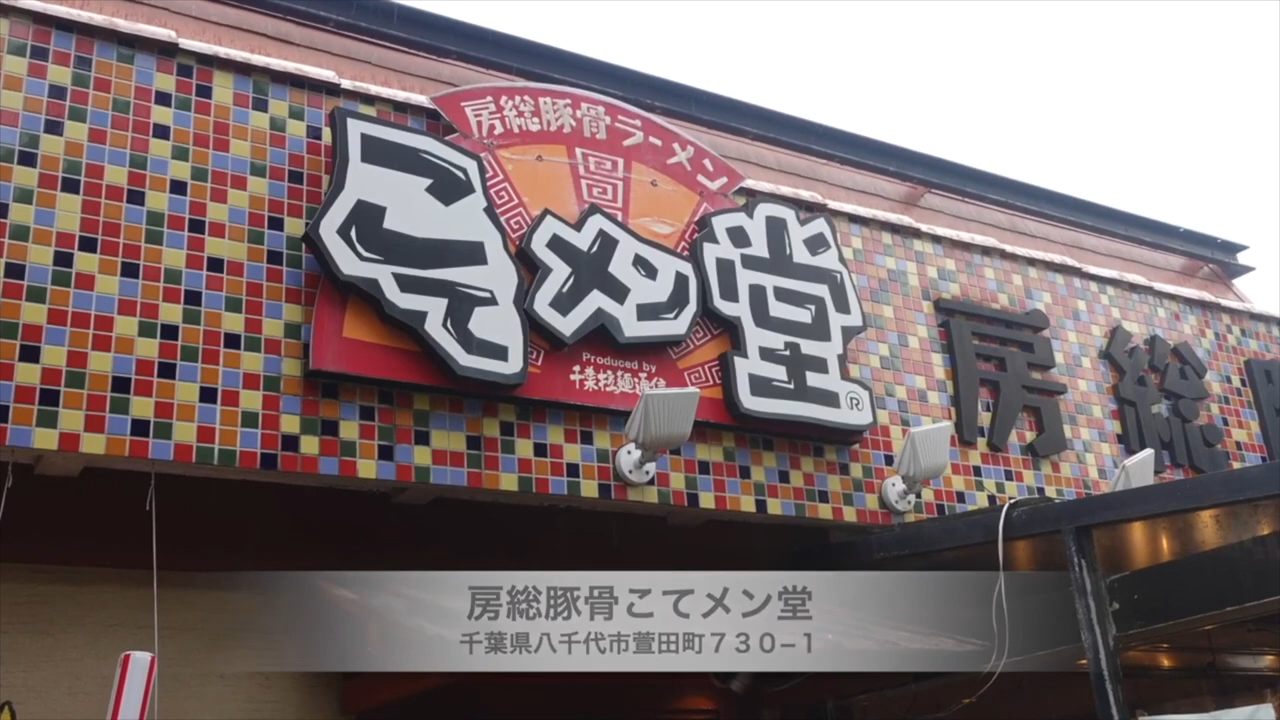 房総豚骨ラーメン
こてメン堂®
Produced by
千葉拉麺通信
房総
房総豚骨こてメン堂
千葉県八千代市萱田町７３０−１